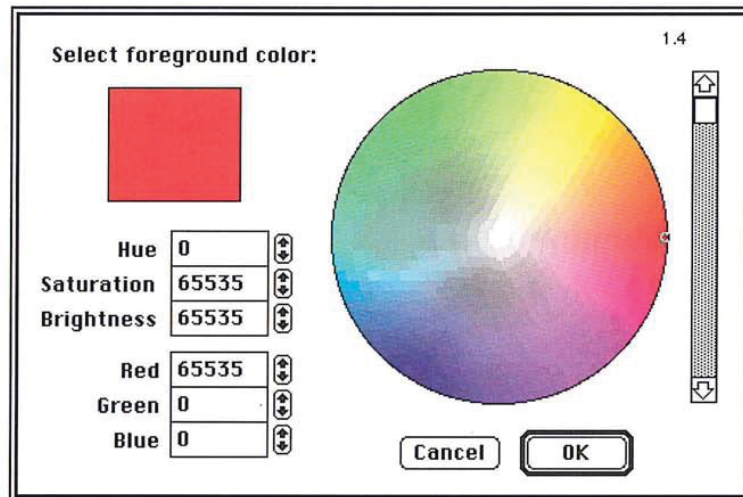 1.4
Select foreground color:
Hue 0
Saturation 65535
Brightness 65535
Red 65535
Green 0
Blue 0
Cancel OK